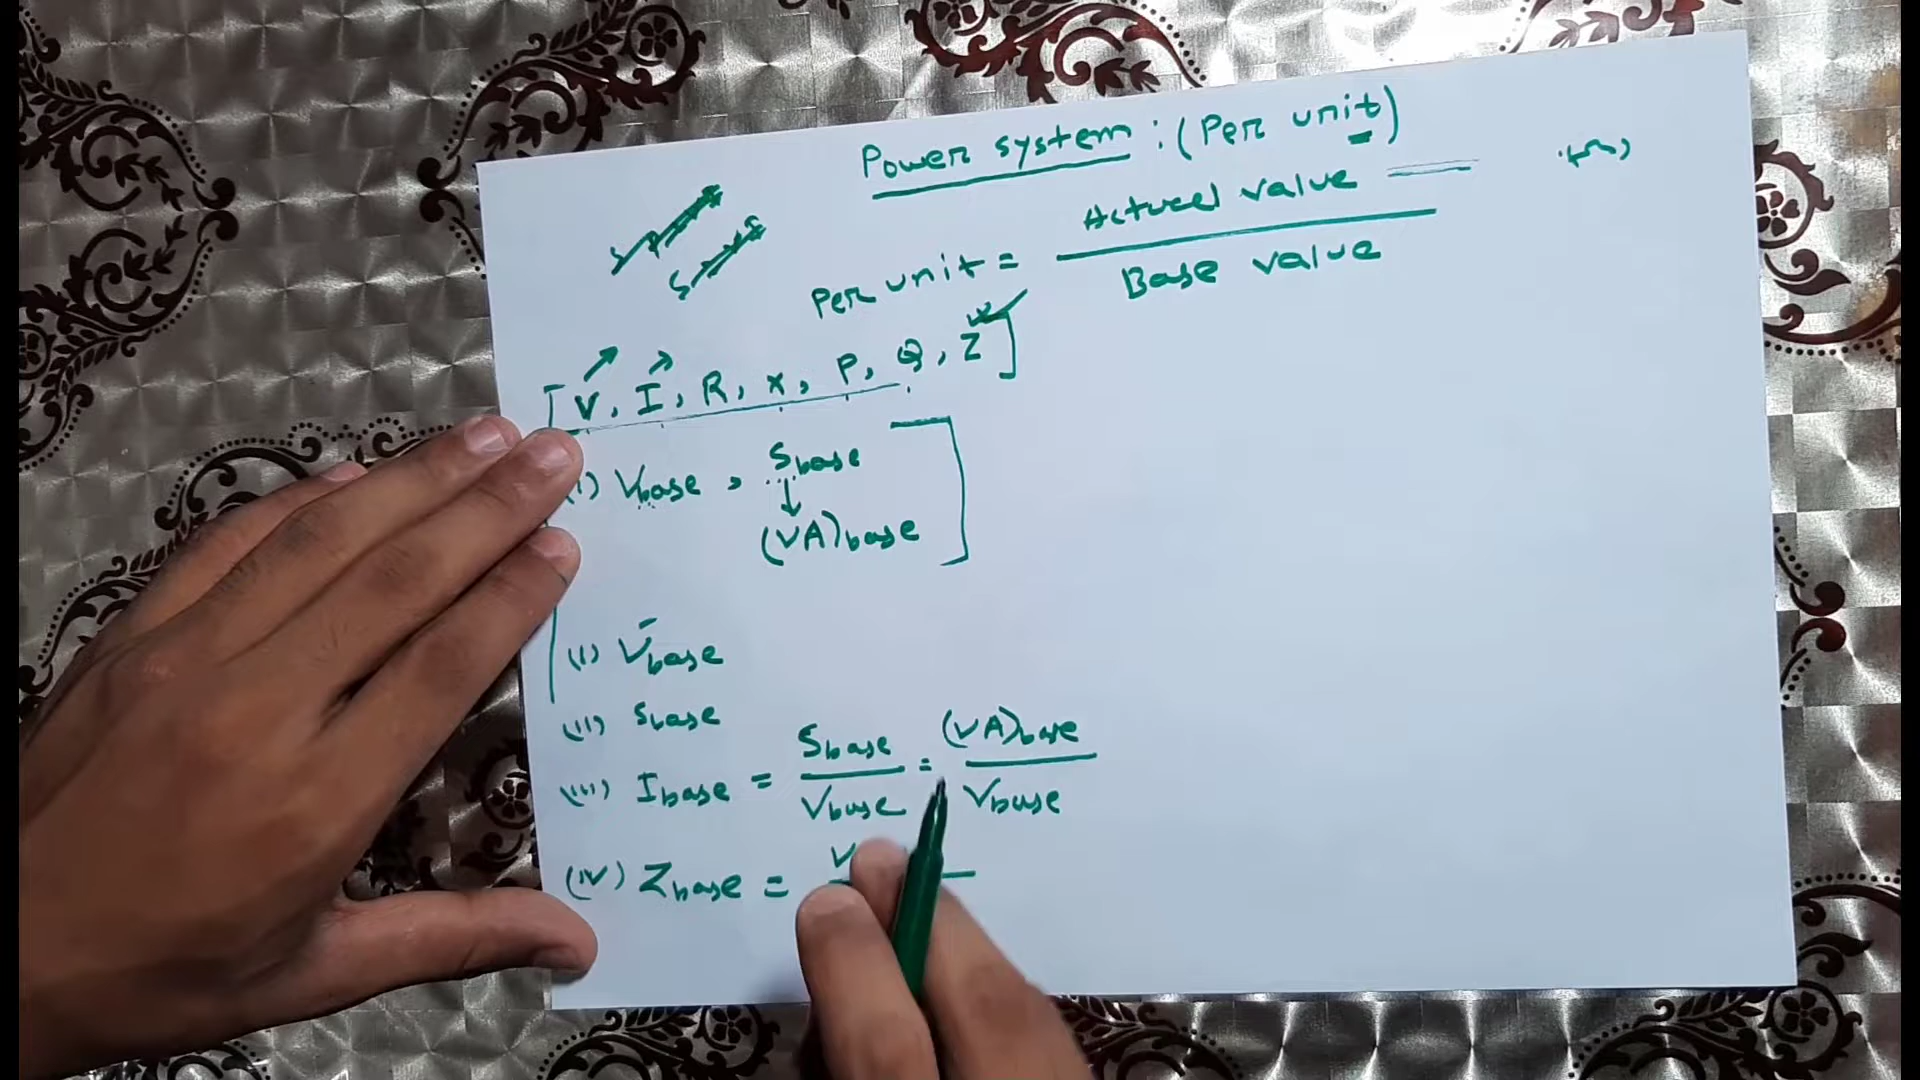 Power system : (Per unit)
Per unit = Actual value / Base value
[V, I, R, x, P, Q, Z]
(i) Vbase, Sbase
↓
(VA)base
(i) Vbase
(ii) Sbase
(iii) Ibase = Sbase / Vbase = (VA)base / Vbase
(iv) Zbase = V